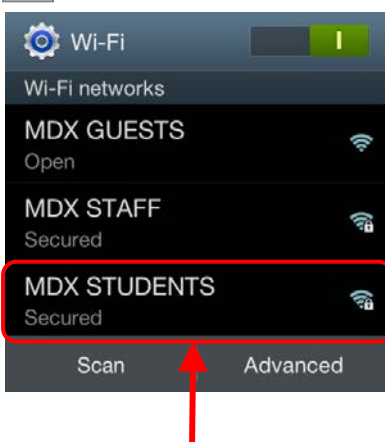 Wi-Fi
Wi-Fi networks
MDX GUESTS
Open
MDX STAFF
Secured
MDX STUDENTS
Secured
Scan Advanced